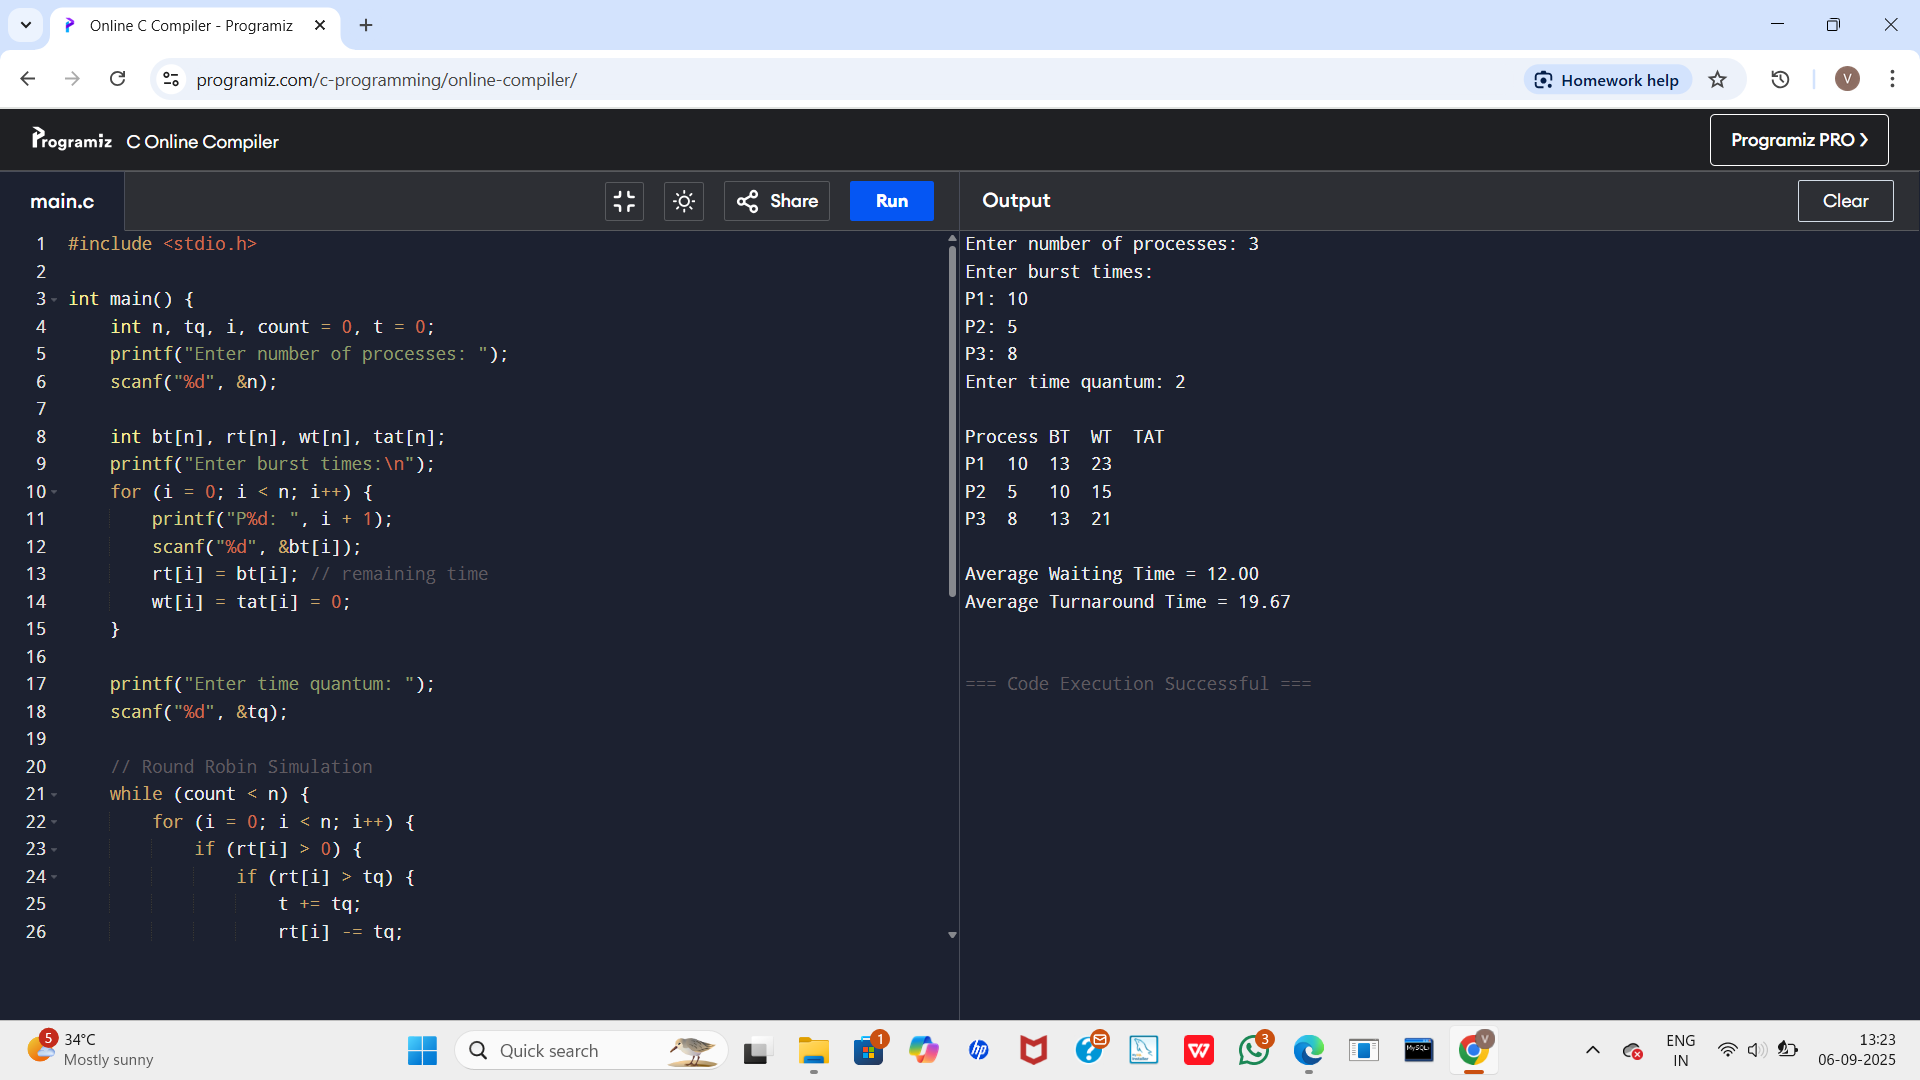 Online C Compiler - Programiz
programiz.com/c-programming/online-compiler/
Homework help
V
Programiz C Online Compiler
Programiz PRO
main.c
Share
Run
Output
Clear
1 #include <stdio.h>
2
3 int main() {
4     int n, tq, i, count = 0, t = 0;
5     printf("Enter number of processes: ");
6     scanf("%d", &n);
7
8     int bt[n], rt[n], wt[n], tat[n];
9     printf("Enter burst times:\n");
10     for (i = 0; i < n; i++) {
11         printf("P%d: ", i + 1);
12         scanf("%d", &bt[i]);
13         rt[i] = bt[i]; // remaining time
14         wt[i] = tat[i] = 0;
15     }
16
17     printf("Enter time quantum: ");
18     scanf("%d", &tq);
19
20     // Round Robin Simulation
21     while (count < n) {
22         for (i = 0; i < n; i++) {
23             if (rt[i] > 0) {
24                 if (rt[i] > tq) {
25                     t += tq;
26                     rt[i] -= tq;
Enter number of processes: 3
Enter burst times:
P1: 10
P2: 5
P3: 8
Enter time quantum: 2
Process BT  WT  TAT
P1  10  13  23
P2  5   10  15
P3  8   13  21
Average Waiting Time = 12.00
Average Turnaround Time = 19.67
=== Code Execution Successful ===
5
34°C
Mostly sunny
Quick search
1
hp
W
3
MySQL
V
ENG
IN
13:23
06-09-2025